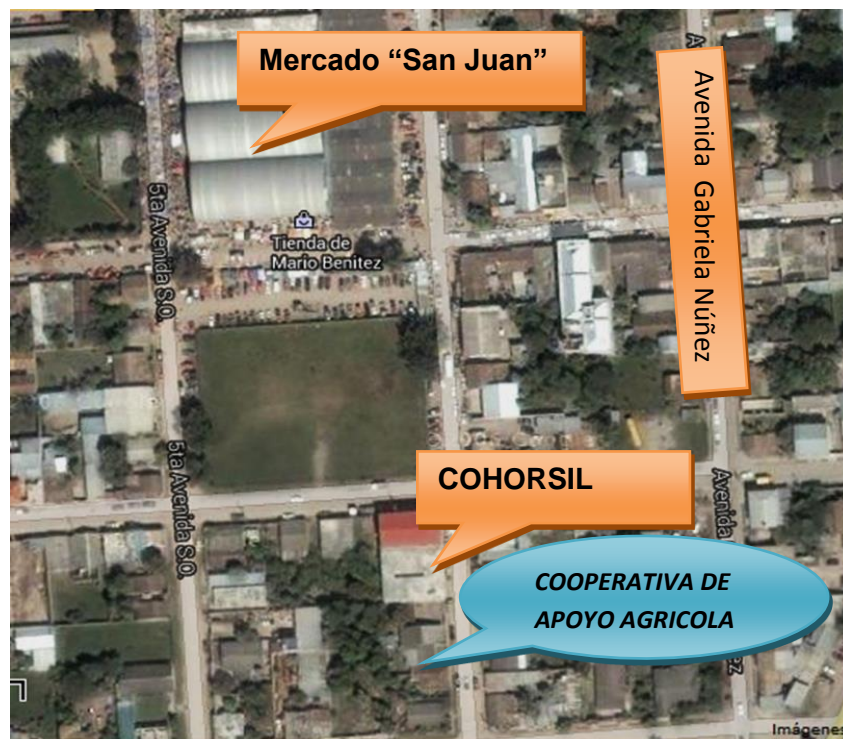 Mercado “San Juan”
Avenida Gabriela Núñez
5ta Avenida S.O.
Tienda de
Mario Benítez
5ta Avenida S.O.
COHORSIL
Avenida
COOPERATIVA DE
APOYO AGRICOLA
ez
Imágenes